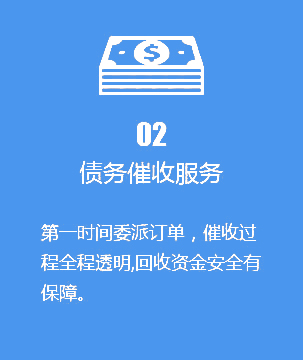 02
债务催收服务
第一时间委派订单，催收过
程全程透明,回收资金安全有
保障。